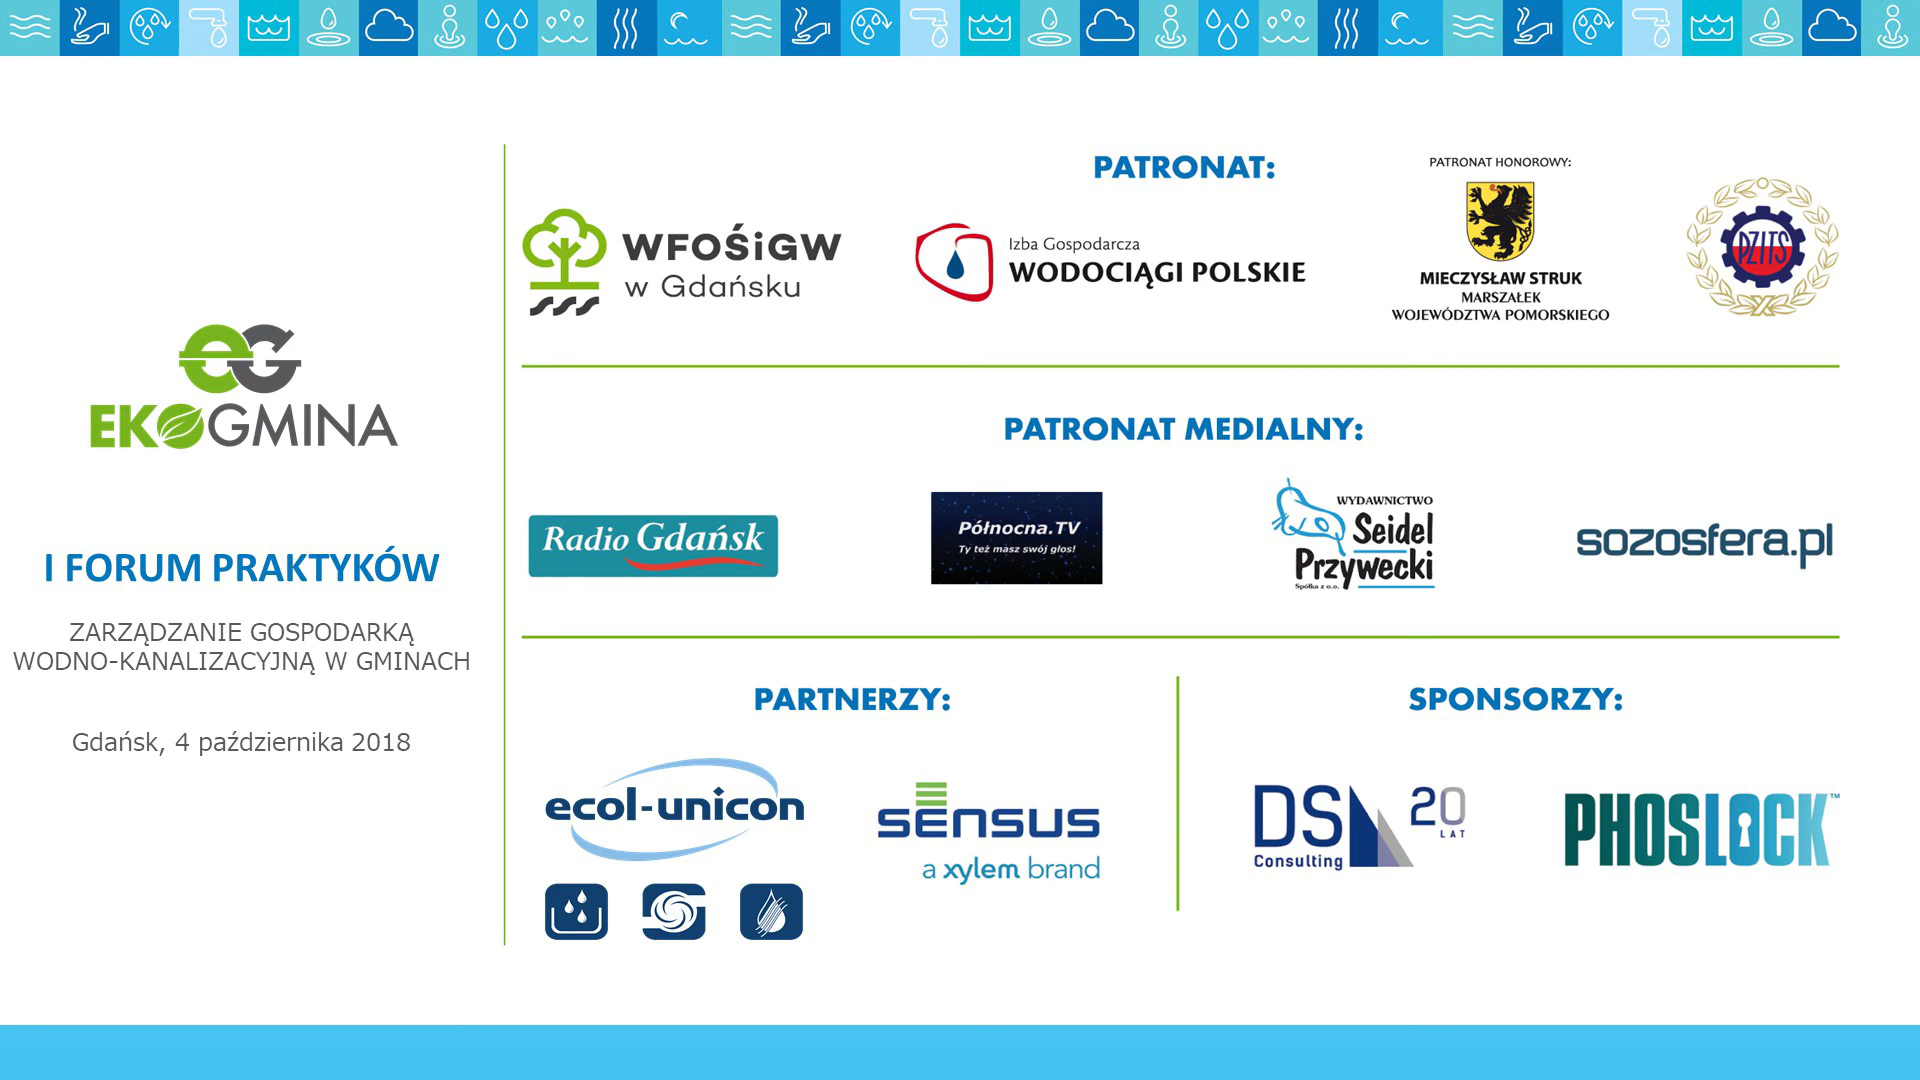 EKOGMINA
I FORUM PRAKTYKÓW
ZARZĄDZANIE GOSPODARKĄ
WODNO-KANALIZACYJNĄ W GMINACH
Gdańsk, 4 października 2018
PATRONAT:
WFOŚiGW
w Gdańsku
Izba Gospodarcza
WODOCIĄGI POLSKIE
PATRONAT HONOROWY:
MIECZYSŁAW STRUK
MARSZAŁEK
WOJEWÓDZTWA POMORSKIEGO
PZITS
PATRONAT MEDIALNY:
Radio Gdańsk
Północna.TV
Ty też masz swój głos!
WYDAWNICTWO
Seidel
Przywecki
Spółka z o.o.
sozosfera.pl
PARTNERZY:
ecol-unicon
sensus
a xylem brand
SPONSORZY:
DS
Consulting
20
LAT
PHOSLOCK™